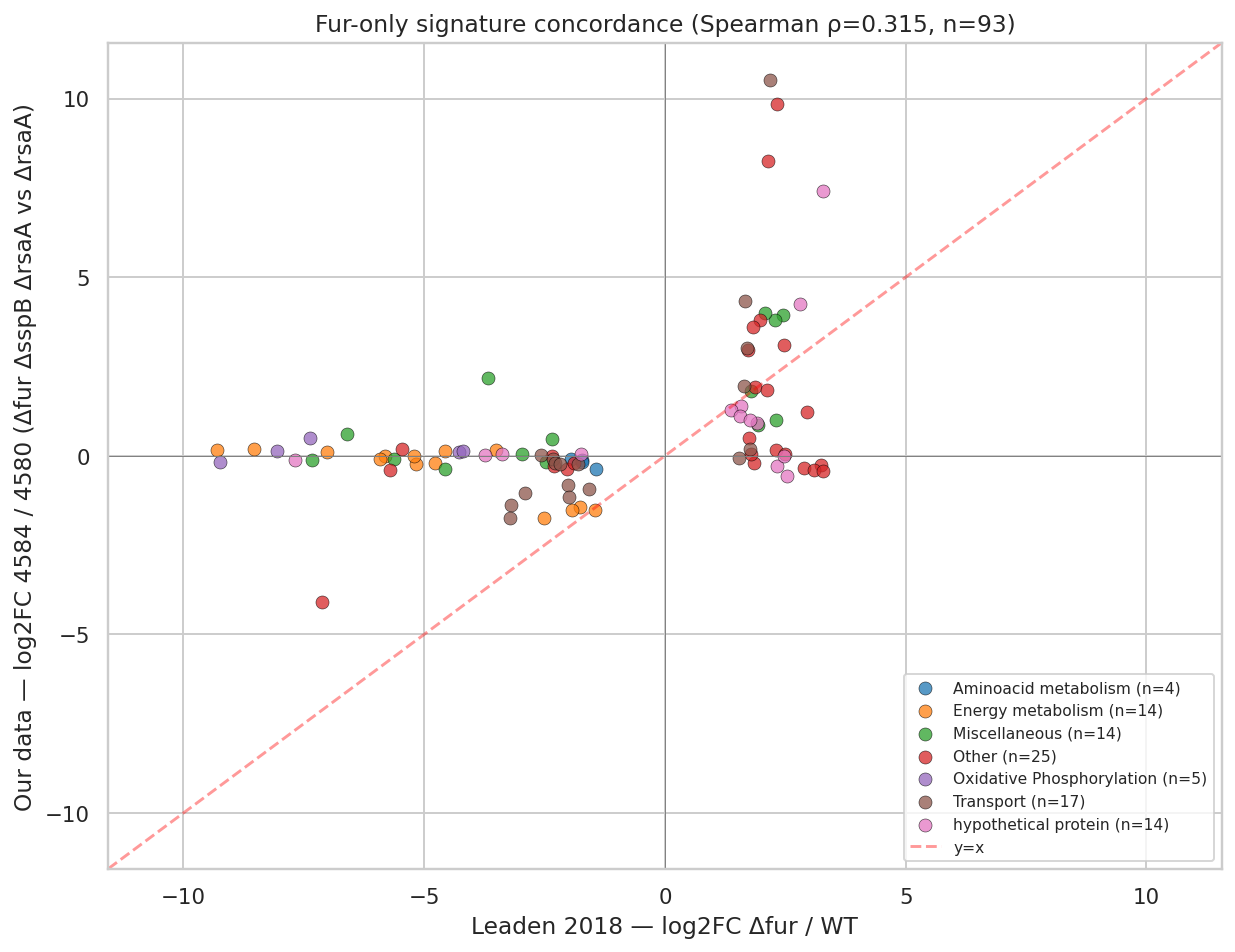 Fur-only signature concordance (Spearman ρ=0.315, n=93)
Our data — log2FC 4584 / 4580 (Δfur ΔsspB ΔrsaA vs ΔrsaA)
10
5
0
−5
−10
−10
−5
0
5
10
Leaden 2018 — log2FC Δfur / WT
Aminoacid metabolism (n=4)
Energy metabolism (n=14)
Miscellaneous (n=14)
Other (n=25)
Oxidative Phosphorylation (n=5)
Transport (n=17)
hypothetical protein (n=14)
y=x